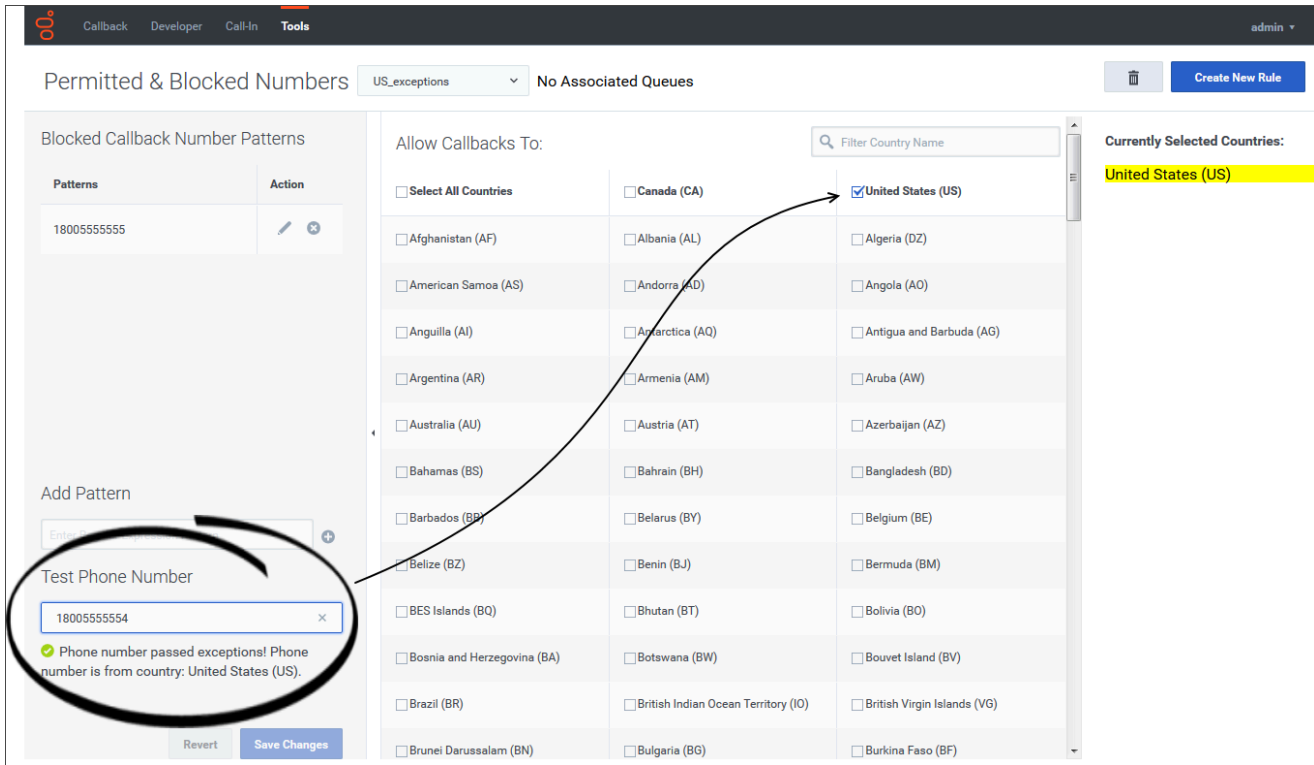 Callback Developer Call-In Tools admin
Permitted & Blocked Numbers US_exceptions No Associated Queues Create New Rule
Blocked Callback Number Patterns
Patterns Action
18005555555
Add Pattern
Test Phone Number
18005555554
Phone number passed exceptions! Phone
number is from country: United States (US).
Revert Save Changes
Allow Callbacks To: Filter Country Name
Select All Countries Canada (CA) United States (US)
Afghanistan (AF) Albania (AL) Algeria (DZ)
American Samoa (AS) Andorra (AD) Angola (AO)
Anguilla (AI) Antarctica (AQ) Antigua and Barbuda (AG)
Argentina (AR) Armenia (AM) Aruba (AW)
Australia (AU) Austria (AT) Azerbaijan (AZ)
Bahamas (BS) Bahrain (BH) Bangladesh (BD)
Barbados (BB) Belarus (BY) Belgium (BE)
Belize (BZ) Benin (BJ) Bermuda (BM)
BES Islands (BQ) Bhutan (BT) Bolivia (BO)
Bosnia and Herzegovina (BA) Botswana (BW) Bouvet Island (BV)
Brazil (BR) British Indian Ocean Territory (IO) British Virgin Islands (VG)
Brunei Darussalam (BN) Bulgaria (BG) Burkina Faso (BF)
Currently Selected Countries:
United States (US)